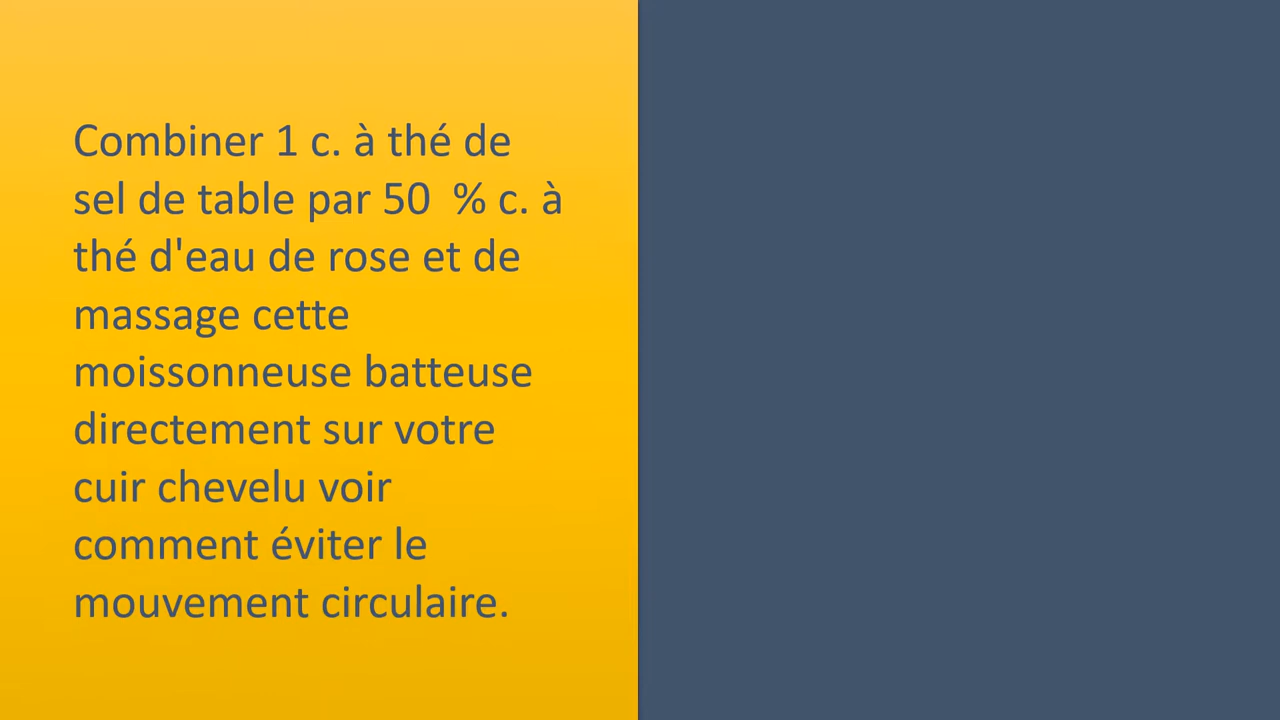 Combiner 1 c. à thé de
sel de table par 50  % c. à
thé d'eau de rose et de
massage cette
moissonneuse batteuse
directement sur votre
cuir chevelu voir
comment éviter le
mouvement circulaire.